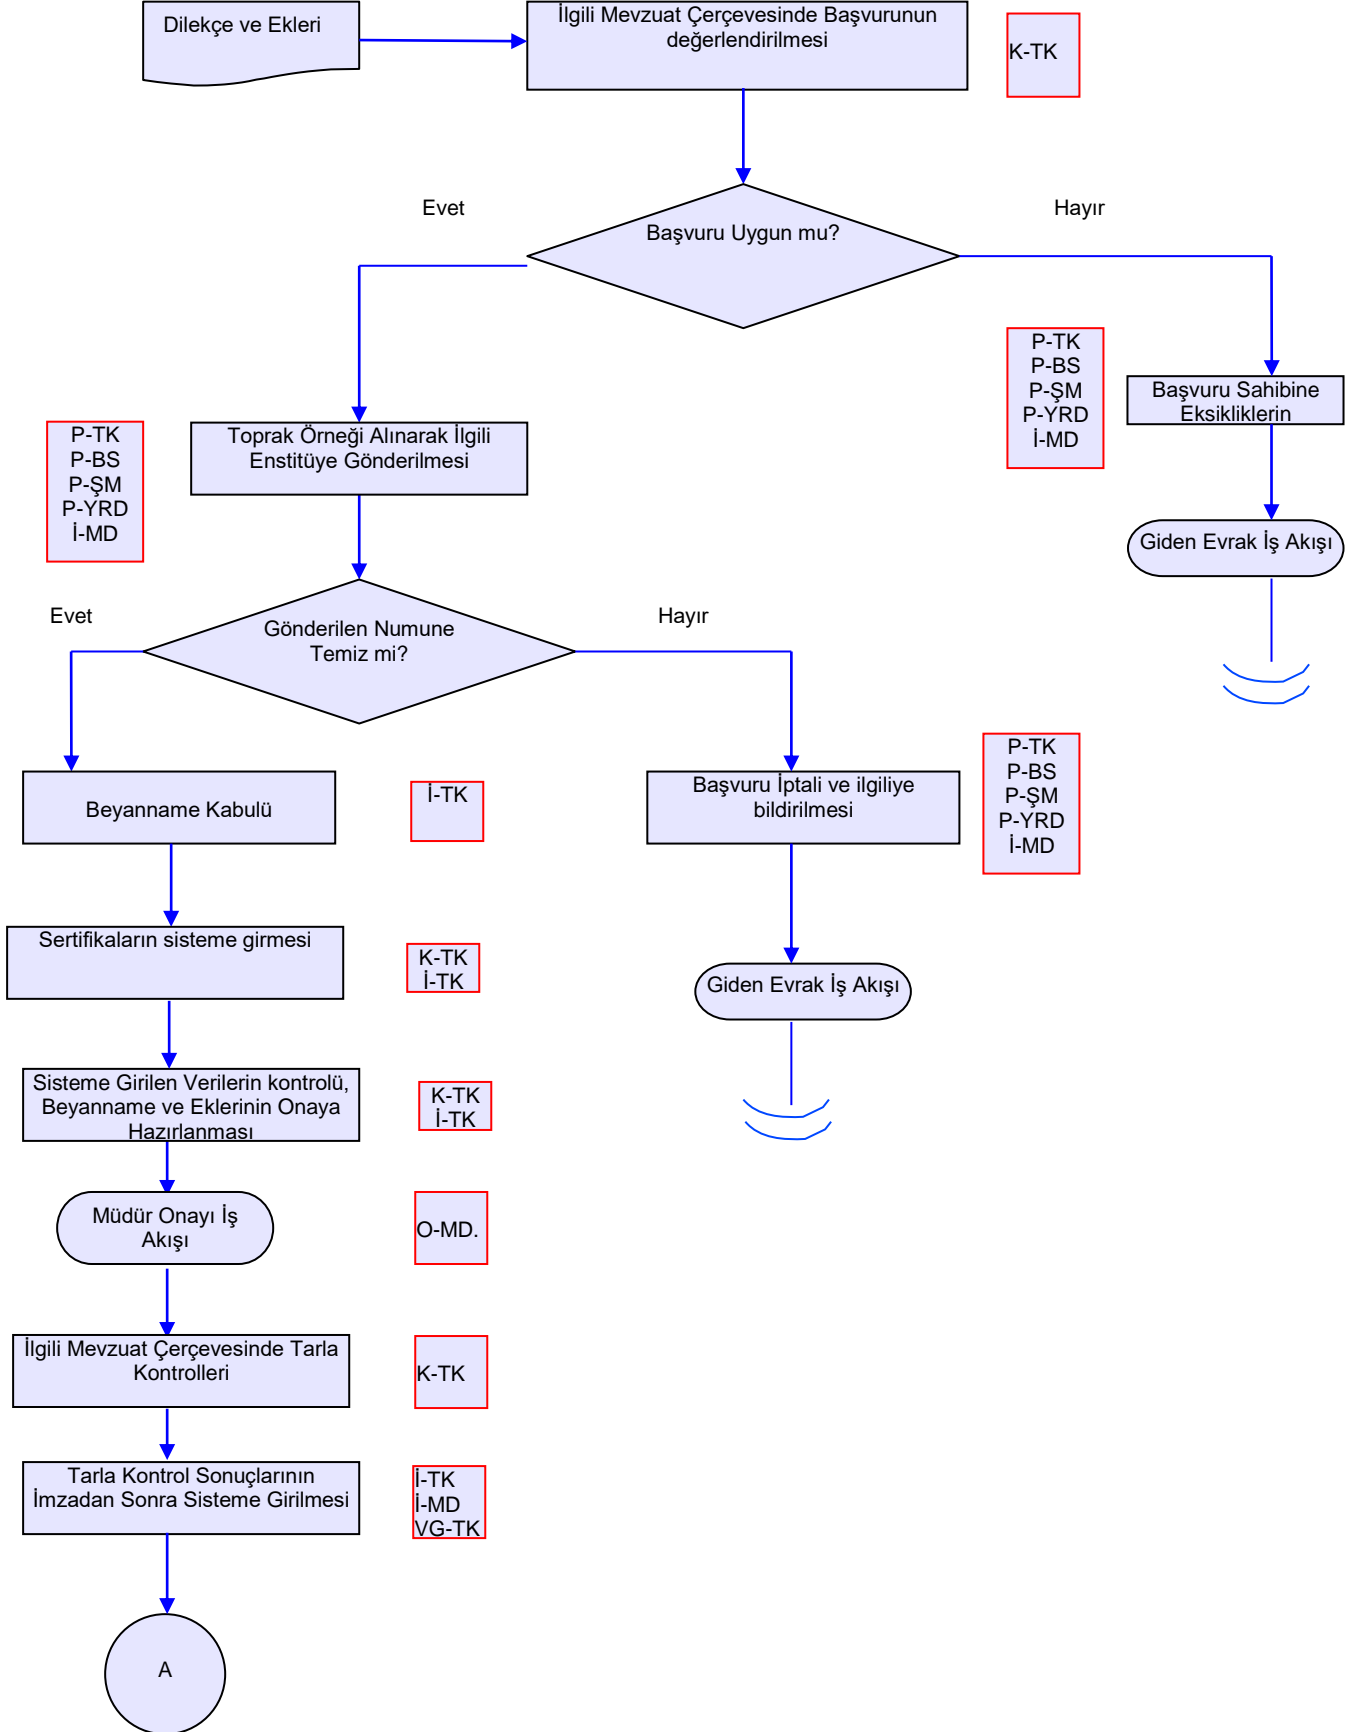 Dilekçe ve Ekleri
İlgili Mevzuat Çerçevesinde Başvurunun
değerlendirilmesi
K-TK
Evet
Hayır
Başvuru Uygun mu?
P-TK
P-BS
P-ŞM
P-YRD
İ-MD
Başvuru Sahibine
Eksikliklerin
P-TK
P-BS
P-ŞM
P-YRD
İ-MD
Toprak Örneği Alınarak İlgili
Enstitüye Gönderilmesi
Giden Evrak İş Akışı
Evet
Hayır
Gönderilen Numune
Temiz mi?
P-TK
P-BS
P-ŞM
P-YRD
İ-MD
Beyanname Kabulü
İ-TK
Başvuru İptali ve ilgiliye
bildirilmesi
Sertifikaların sisteme girmesi
K-TK
İ-TK
Giden Evrak İş Akışı
Sisteme Girilen Verilerin kontrolü,
Beyanname ve Eklerinin Onaya
Hazırlanması
K-TK
İ-TK
Müdür Onayı İş
Akışı
O-MD.
İlgili Mevzuat Çerçevesinde Tarla
Kontrolleri
K-TK
Tarla Kontrol Sonuçlarının
İmzadan Sonra Sisteme Girilmesi
İ-TK
İ-MD
VG-TK
A